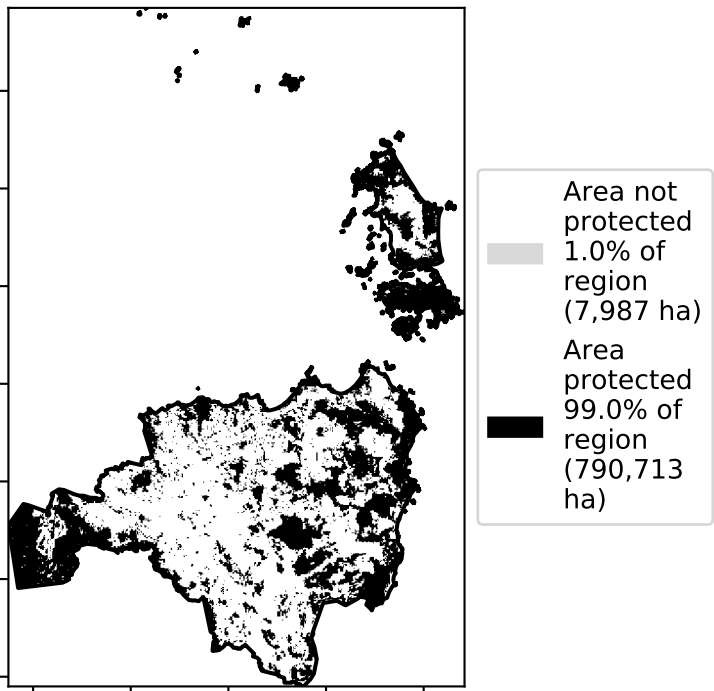 Area not
protected
1.0% of
region
(7,987 ha)
Area
protected
99.0% of
region
(790,713
ha)